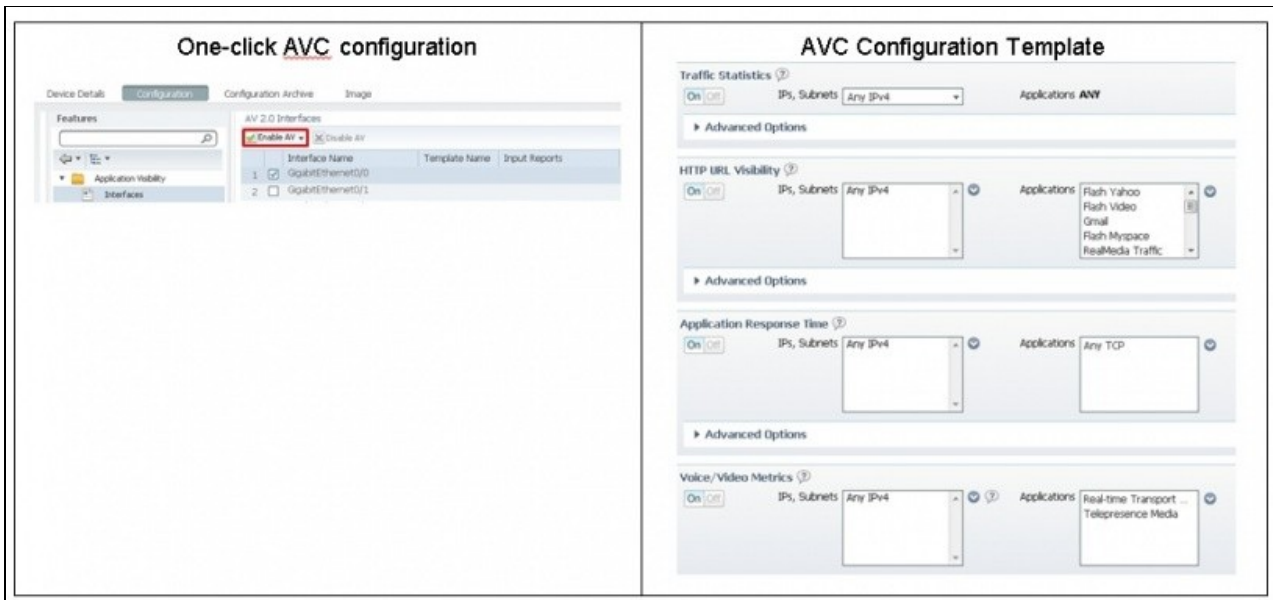 One-click AVC configuration
Device Details Configuration Configuration Archive Image
Features
AV 2.0 Interfaces
Enable AV Disable AV
Interface Name Template Name Input Reports
Application Visibility
1 GigabitEthernet0/0
Interfaces
2 GigabitEthernet0/1
AVC Configuration Template
Traffic Statistics ?
On Off IPs, Subnets Any IPv4 Applications ANY
Advanced Options
HTTP URL Visibility ?
On Off IPs, Subnets Any IPv4 Applications Flash Yahoo
Flash Video
Gmail
Flash Myspace
RealMedia Traffic
Advanced Options
Application Response Time ?
On Off IPs, Subnets Any IPv4 Applications Any TCP
Advanced Options
Voice/Video Metrics ?
On Off IPs, Subnets Any IPv4 ? Applications Real-time Transport ...
Telepresence Media